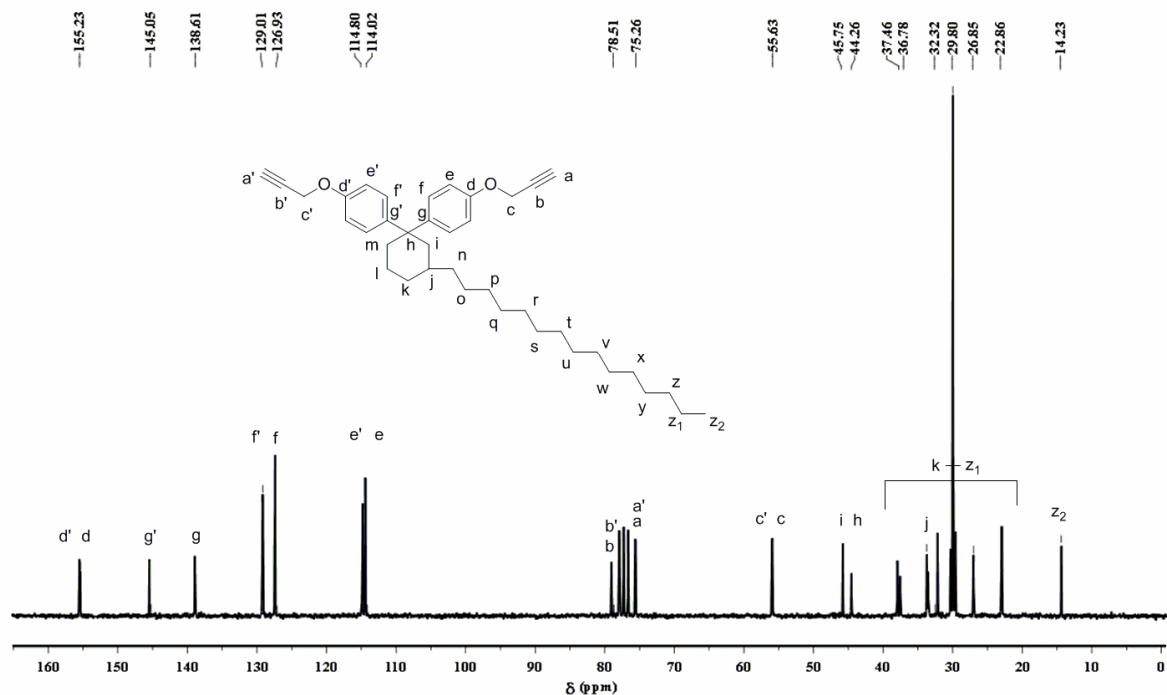 155.23 145.05 138.61 129.01 126.93 114.80 114.02 78.51 75.26 55.63 45.75 44.26 37.46 36.78 32.32 29.80 26.85 22.86 14.23
a' b' c' O d' e' f' g' g f e d O c b a
m h i
l k j n
o p
q r
s t
u v
w x
y z
z1 z2
f' f e' e
k z1
d' d g' g b' b a' a c' c i h j z2
160 150 140 130 120 110 100 90 80 70 60 50 40 30 20 10 0
δ (ppm)